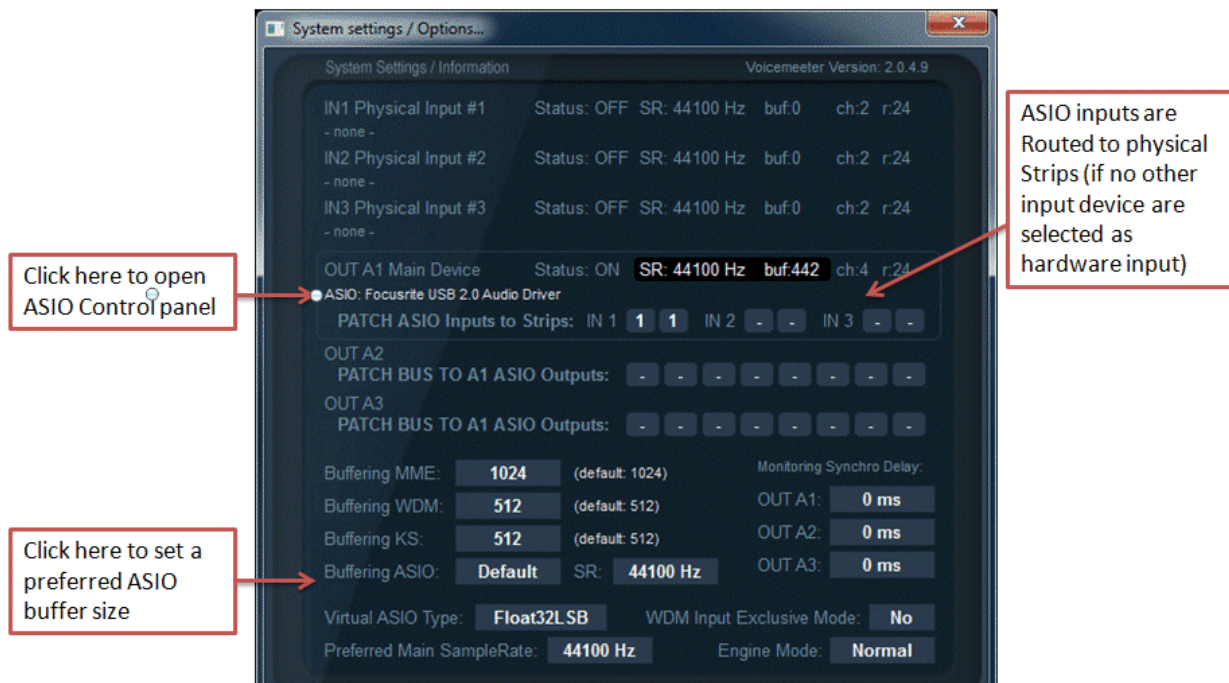 System settings / Options...
x
System Settings / Information Voicemeeter Version: 2.0.4.9
IN1 Physical Input #1 Status: OFF SR: 44100 Hz buf:0 ch:2 r:24
- none -
IN2 Physical Input #2 Status: OFF SR: 44100 Hz buf:0 ch:2 r:24
- none -
IN3 Physical Input #3 Status: OFF SR: 44100 Hz buf:0 ch:2 r:24
- none -
OUT A1 Main Device Status: ON SR: 44100 Hz buf:442 ch:4 r:24
ASIO: Focusrite USB 2.0 Audio Driver
PATCH ASIO Inputs to Strips: IN 1 1 1 IN 2 - - IN 3 - -
OUT A2
PATCH BUS TO A1 ASIO Outputs: - - - - - - - -
OUT A3
PATCH BUS TO A1 ASIO Outputs: - - - - - - - -
Buffering MME: 1024 (default: 1024)
Buffering WDM: 512 (default: 512)
Buffering KS: 512 (default: 512)
Buffering ASIO: Default SR: 44100 Hz
Monitoring Synchro Delay:
OUT A1: 0 ms
OUT A2: 0 ms
OUT A3: 0 ms
Virtual ASIO Type: Float32LSB WDM Input Exclusive Mode: No
Preferred Main SampleRate: 44100 Hz Engine Mode: Normal
Click here to open
ASIO Control panel
Click here to set a
preferred ASIO
buffer size
ASIO inputs are
Routed to physical
Strips (if no other
input device are
selected as
hardware input)